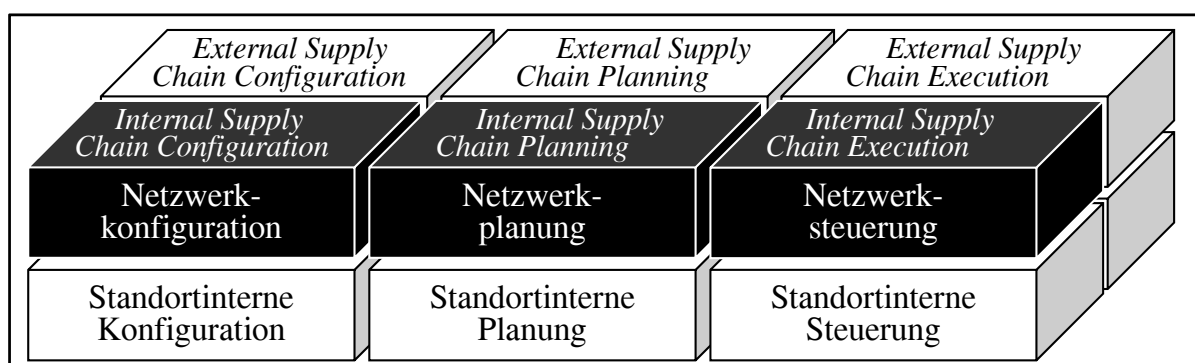 External Supply
Chain Configuration
External Supply
Chain Planning
External Supply
Chain Execution
Internal Supply
Chain Configuration
Internal Supply
Chain Planning
Internal Supply
Chain Execution
Netzwerk-
konfiguration
Netzwerk-
planung
Netzwerk-
steuerung
Standortinterne
Konfiguration
Standortinterne
Planung
Standortinterne
Steuerung